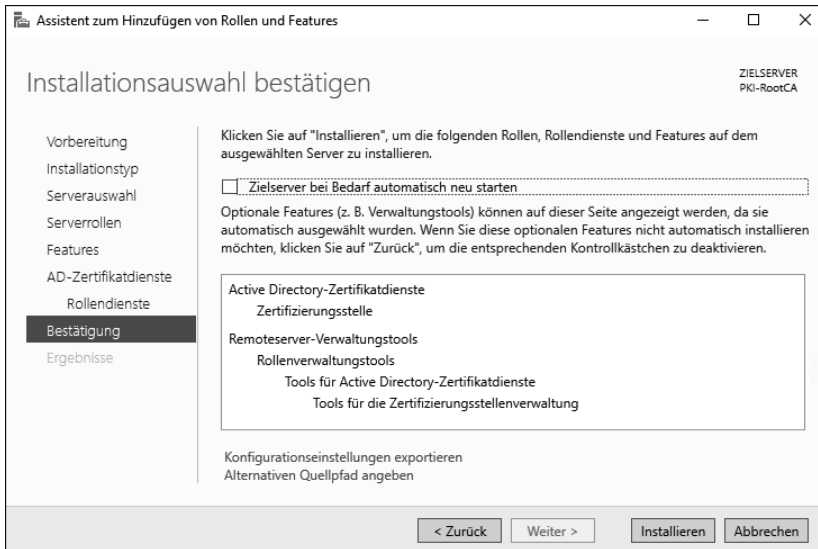 Assistent zum Hinzufügen von Rollen und Features
Installationsauswahl bestätigen
ZIELSERVER
PKI-RootCA
Vorbereitung
Installationstyp
Serverauswahl
Serverrollen
Features
AD-Zertifikatdienste
Rollendienste
Bestätigung
Ergebnisse
Klicken Sie auf "Installieren", um die folgenden Rollen, Rollendienste und Features auf dem
ausgewählten Server zu installieren.
Zielserver bei Bedarf automatisch neu starten
Optionale Features (z. B. Verwaltungstools) können auf dieser Seite angezeigt werden, da sie
automatisch ausgewählt wurden. Wenn Sie diese optionalen Features nicht automatisch installieren
möchten, klicken Sie auf "Zurück", um die entsprechenden Kontrollkästchen zu deaktivieren.
Active Directory-Zertifikatdienste
Zertifizierungsstelle
Remoteserver-Verwaltungstools
Rollenverwaltungstools
Tools für Active Directory-Zertifikatdienste
Tools für die Zertifizierungsstellenverwaltung
Konfigurationseinstellungen exportieren
Alternativen Quellpfad angeben
< Zurück
Weiter >
Installieren
Abbrechen